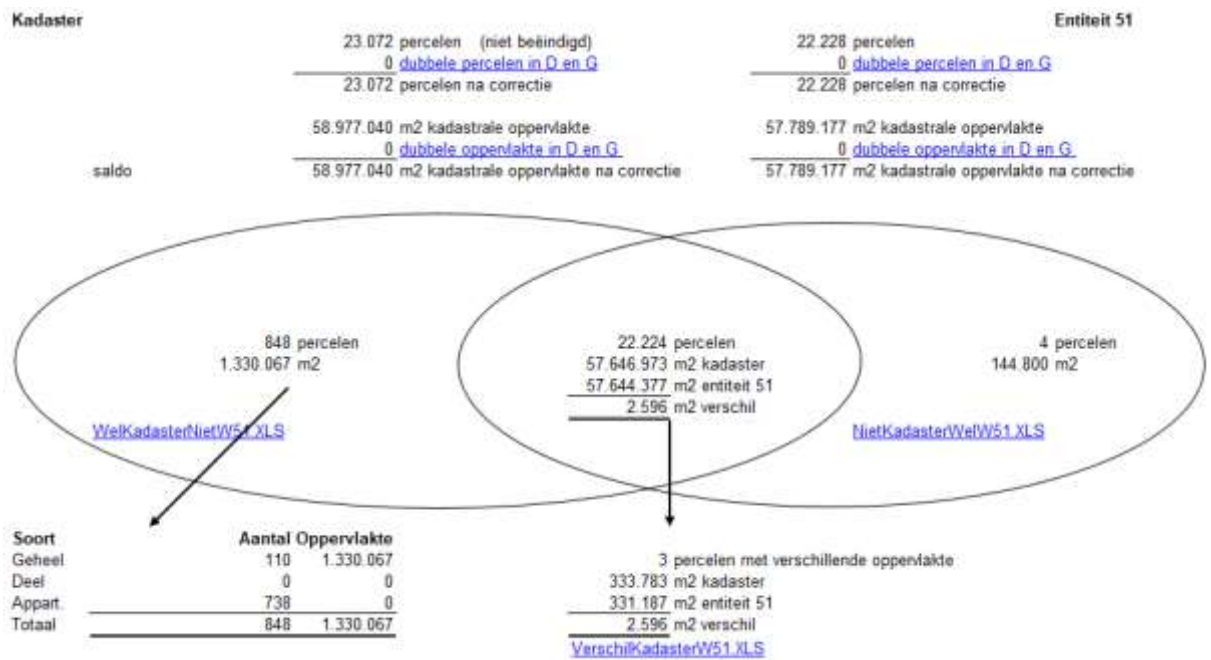 Kadaster Entiteit 51
23.072 percelen (niet beëindigd) 22.228 percelen
0 dubbele percelen in D en G 0 dubbele percelen in D en G
23.072 percelen na correctie 22.228 percelen na correctie
58.977.040 m2 kadastrale oppervlakte 57.789.177 m2 kadastrale oppervlakte
0 dubbele oppervlakte in D en G 0 dubbele oppervlakte in D en G
saldo 58.977.040 m2 kadastrale oppervlakte na correctie 57.789.177 m2 kadastrale oppervlakte na correctie
848 percelen 22.224 percelen 4 percelen
1.330.067 m2 57.646.973 m2 kadaster 144.800 m2
57.644.377 m2 entiteit 51
2.596 m2 verschil
WelKadasterNietW51.XLS NietKadasterWelW51.XLS
Soort Aantal Oppervlakte
Geheel 110 1.330.067 3 percelen met verschillende oppervlakte
Deel 0 0 333.783 m2 kadaster
Appart. 738 0 331.187 m2 entiteit 51
Totaal 848 1.330.067 2.596 m2 verschil
VerschilKadasterW51.XLS